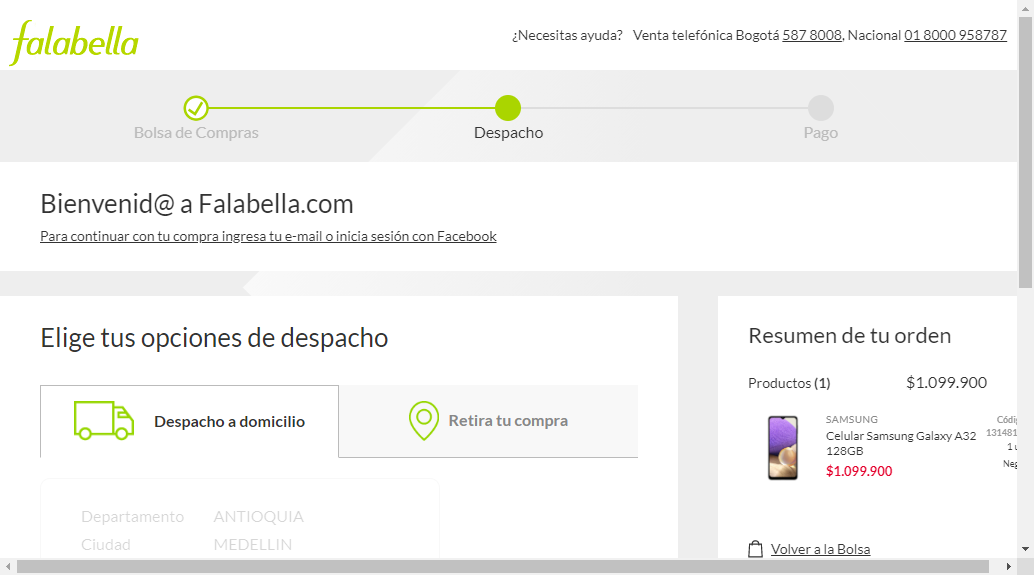 falabella
¿Necesitas ayuda? Venta telefónica Bogotá 587 8008, Nacional 01 8000 958787
Bolsa de Compras
Despacho
Pago
Bienvenid@ a Falabella.com
Para continuar con tu compra ingresa tu e-mail o inicia sesión con Facebook
Elige tus opciones de despacho
Despacho a domicilio
Retira tu compra
Departamento ANTIOQUIA
Ciudad MEDELLIN
Resumen de tu orden
Productos (1) $1.099.900
SAMSUNG
Celular Samsung Galaxy A32
128GB
$1.099.900
131481
Volver a la Bolsa